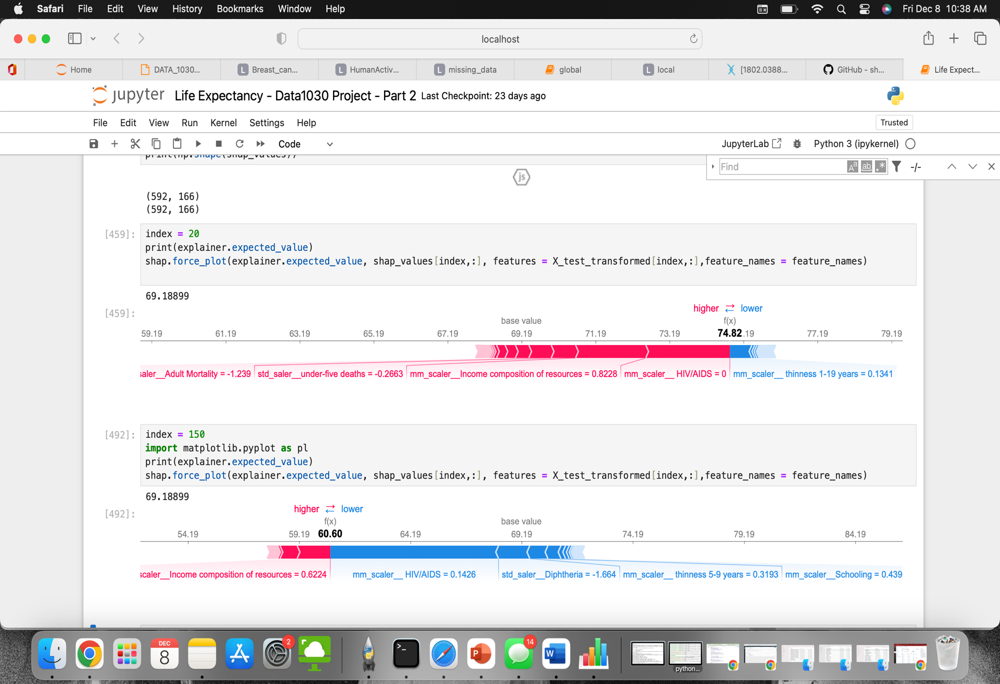 Safari File Edit View History Bookmarks Window Help Fri Dec 8 10:38 AM
localhost
Home DATA_1030... L Breast_can... L HumanActiv... L missing_data global L local [1802.0388... GitHub - sh... Life Expect...
jupyter Life Expectancy - Data1030 Project - Part 2 Last Checkpoint: 23 days ago
File Edit View Run Kernel Settings Help Trusted
Code JupyterLab Python 3 (ipykernel)
print(np.shape(shap_values))
Find Aa ab .* -/-
js
(592, 166)
(592, 166)
[459]: index = 20
print(explainer.expected_value)
shap.force_plot(explainer.expected_value, shap_values[index,:], features = X_test_transformed[index,:],feature_names = feature_names)
69.18899
[459]:
higher lower
base value f(x)
59.19 61.19 63.19 65.19 67.19 69.19 71.19 73.19 74.82 .19 77.19 79.19
saler__Adult Mortality = -1.239 std_saler__under-five deaths = -0.2663 mm_scaler__Income composition of resources = 0.8228 mm_scaler__ HIV/AIDS = 0 mm_scaler__ thinness 1-19 years = 0.1341
[492]: index = 150
import matplotlib.pyplot as pl
print(explainer.expected_value)
shap.force_plot(explainer.expected_value, shap_values[index,:], features = X_test_transformed[index,:],feature_names = feature_names)
69.18899
[492]:
higher lower
f(x) base value
54.19 59.19 60.60 64.19 69.19 74.19 79.19 84.19
scaler__Income composition of resources = 0.6224 mm_scaler__ HIV/AIDS = 0.1426 std_saler__Diphtheria = -1.664 mm_scaler__ thinness 5-9 years = 0.3193 mm_scaler__Schooling = 0.439
DEC 8 2 >_ P 14 W
python...